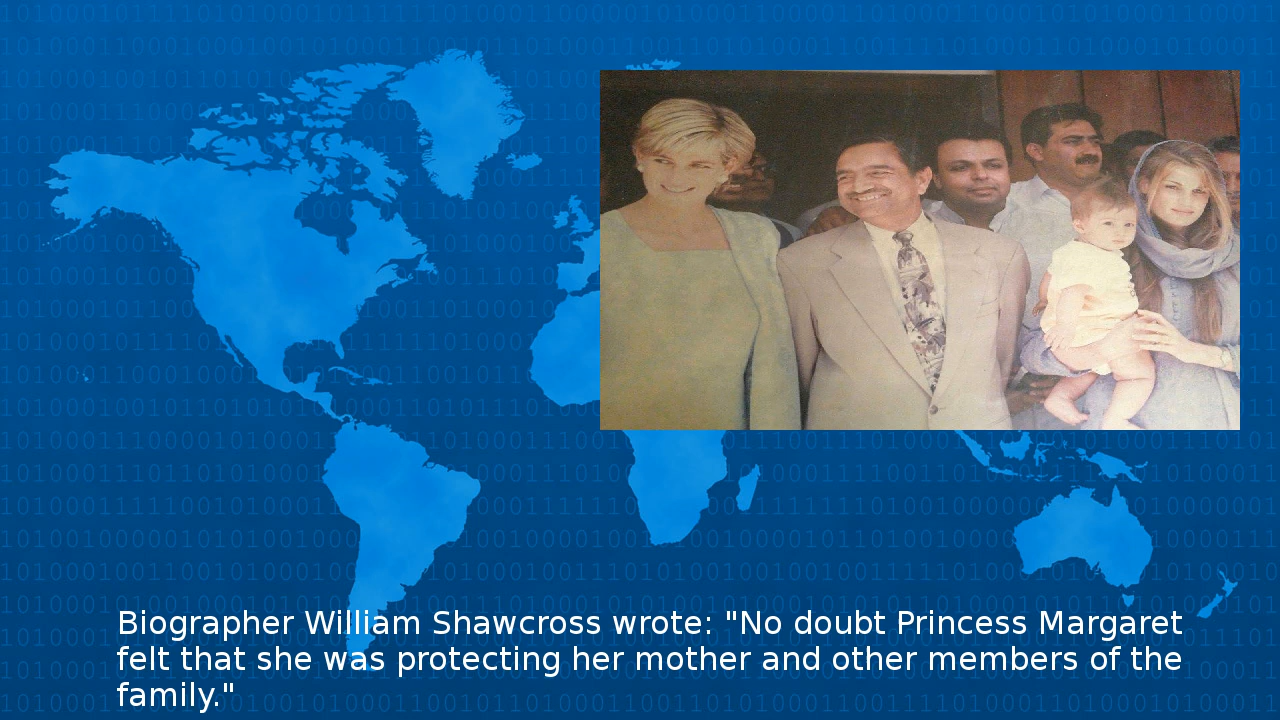 Biographer William Shawcross wrote: "No doubt Princess Margaret
felt that she was protecting her mother and other members of the
family."